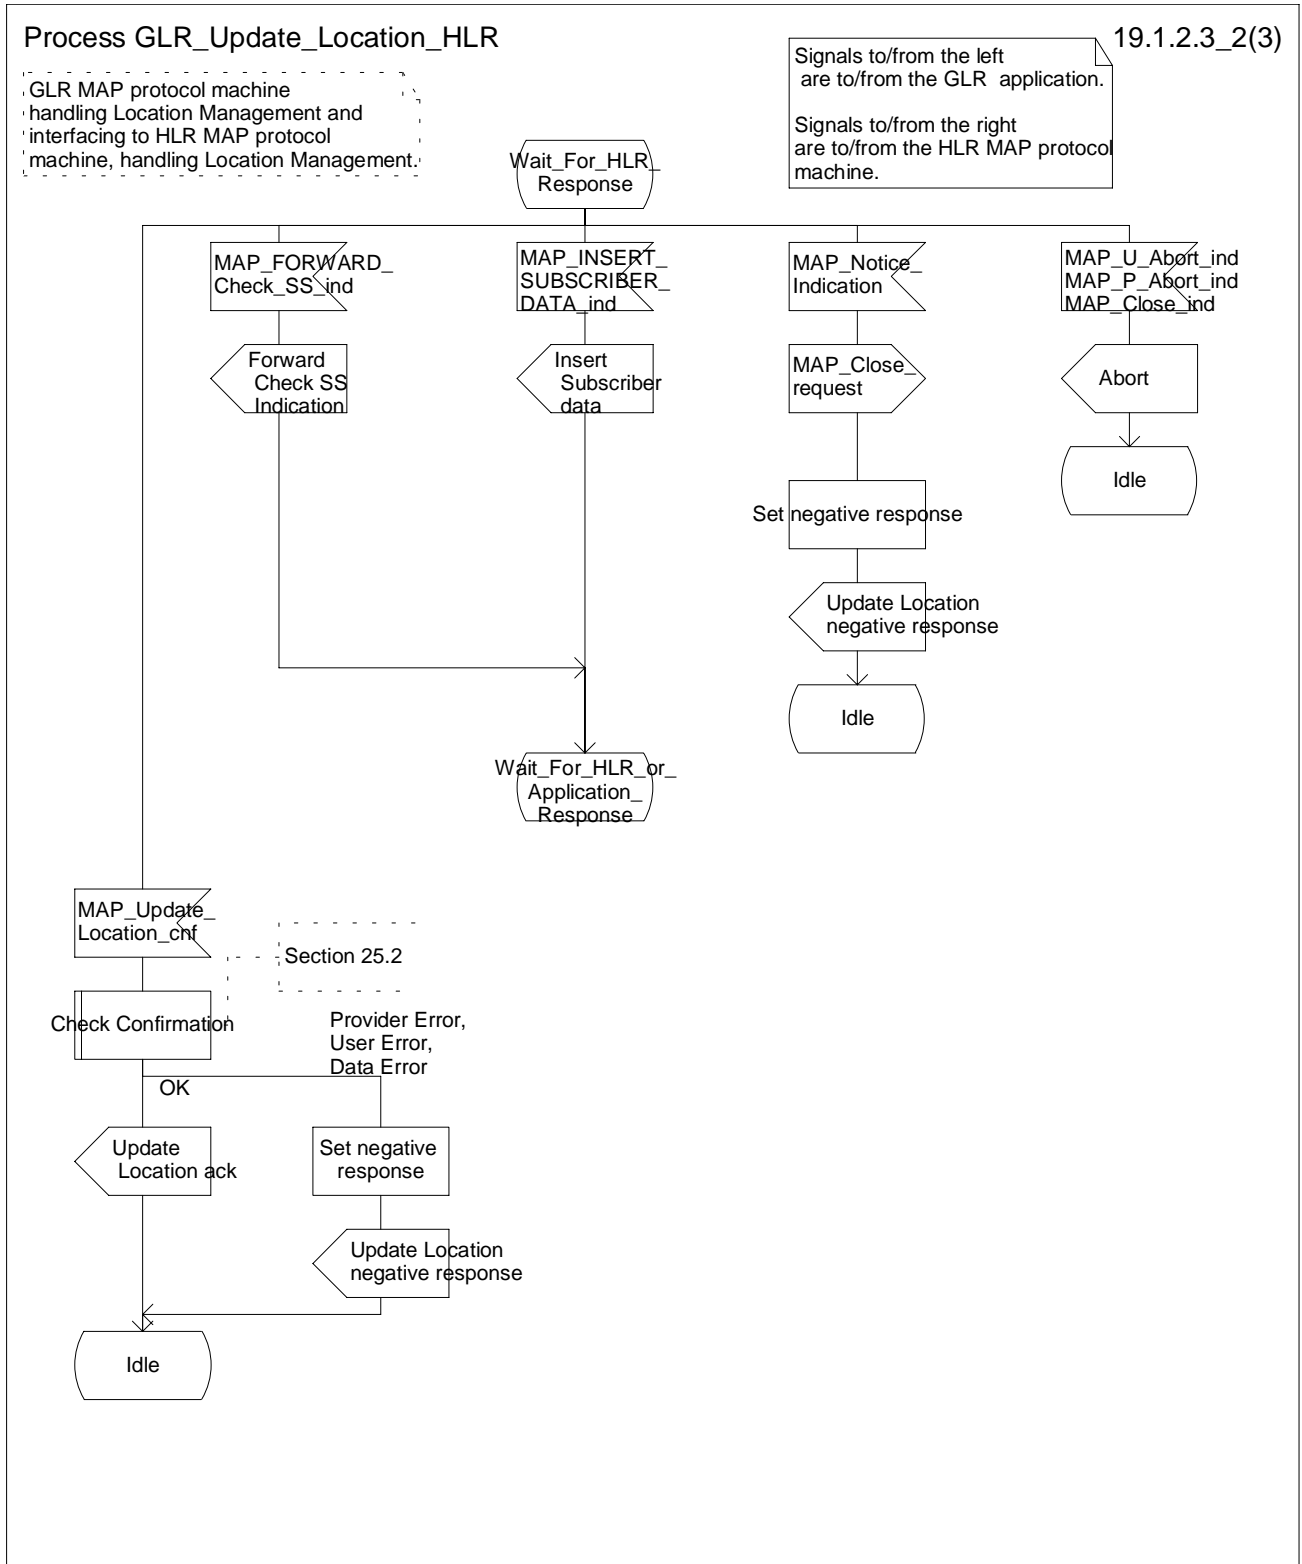 Process GLR_Update_Location_HLR
19.1.2.3_2(3)
GLR MAP protocol machine
handling Location Management and
interfacing to HLR MAP protocol
machine, handling Location Management.
Signals to/from the left
are to/from the GLR application.
Signals to/from the right
are to/from the HLR MAP protocol
machine.
Wait_For_HLR_
Response
MAP_FORWARD_
Check_SS_ind
MAP_INSERT_
SUBSCRIBER_
DATA_ind
MAP_Notice_
Indication
MAP_U_Abort_ind
MAP_P_Abort_ind
MAP_Close_ind
Forward
Check SS
Indication
Insert
Subscriber
data
MAP_Close_
request
Abort
Idle
Set negative response
Update Location
negative response
Idle
Wait_For_HLR_or_
Application_
Response
MAP_Update_
Location_cnf
Section 25.2
Check Confirmation
Provider Error,
User Error,
Data Error
OK
Update
Location ack
Set negative
response
Update Location
negative response
Idle